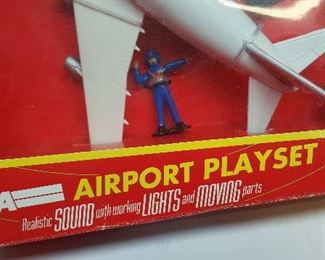 A AIRPORT PLAYSET
Realistic SOUND with working LIGHTS and MOVING parts